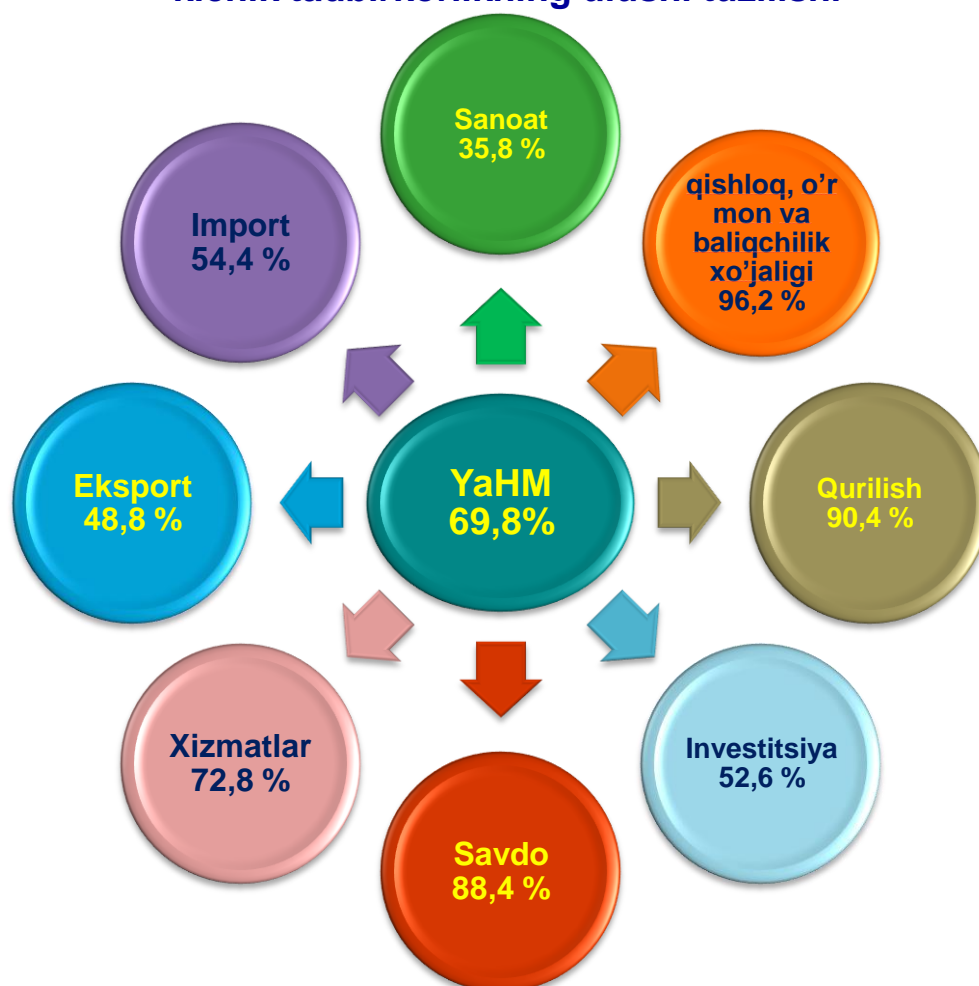 YaHM
69,8%
Sanoat
35,8 %
qishloq, o’r
mon va
baliqchilik
xo’jaligi
96,2 %
Qurilish
90,4 %
Investitsiya
52,6 %
Savdo
88,4 %
Xizmatlar
72,8 %
Eksport
48,8 %
Import
54,4 %